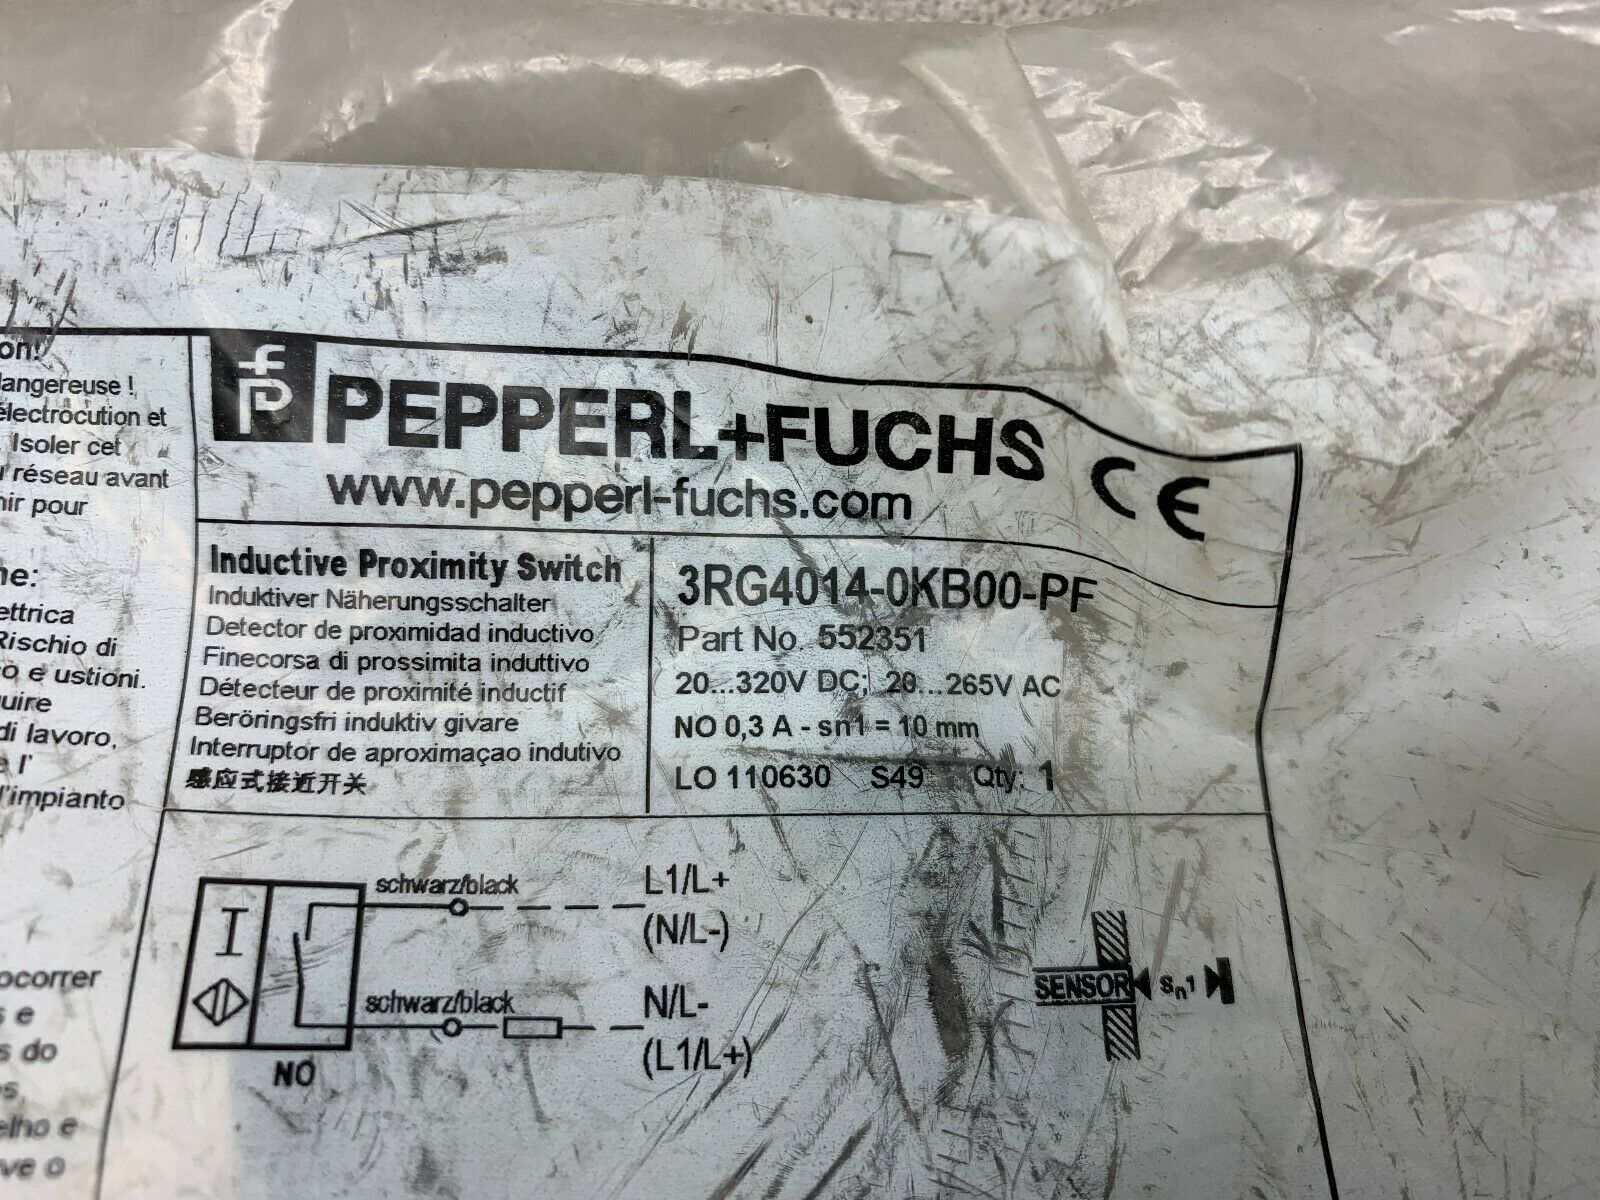 on!
dangereuse !
électrocution et
. Isoler cet
u réseau avant
nir pour
ne:
ettrica
Rischio di
o e ustioni.
uire
di lavoro,
e l'
l'impianto
ocorrer
s e
s do
es,
elho e
ve o
PEPPERL+FUCHS CE
www.pepperl-fuchs.com
Inductive Proximity Switch
Induktiver Näherungsschalter
Detector de proximidad inductivo
Finecorsa di prossimita induttivo
Détecteur de proximité inductif
Beröringsfri induktiv givare
Interruptor de aproximaçao indutivo
感应式接近开关
3RG4014-0KB00-PF
Part No. 552351
20...320V DC; 20...265V AC
NO 0,3 A - sn1 = 10 mm
LO 110630 S49 Qty: 1
schwarz/black L1/L+
(N/L-)
schwarz/black N/L-
(L1/L+)
I
NO
SENSOR sn1